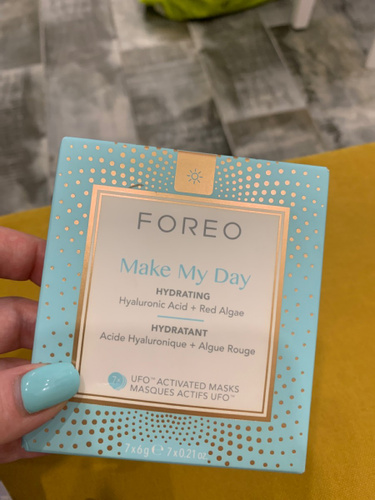 FOREO
Make My Day
HYDRATING
Hyaluronic Acid + Red Algae
HYDRATANT
Acide Hyaluronique + Algue Rouge
UFO™ ACTIVATED MASKS
MASQUES ACTIFS UFO™
7x6g 7x0.21oz